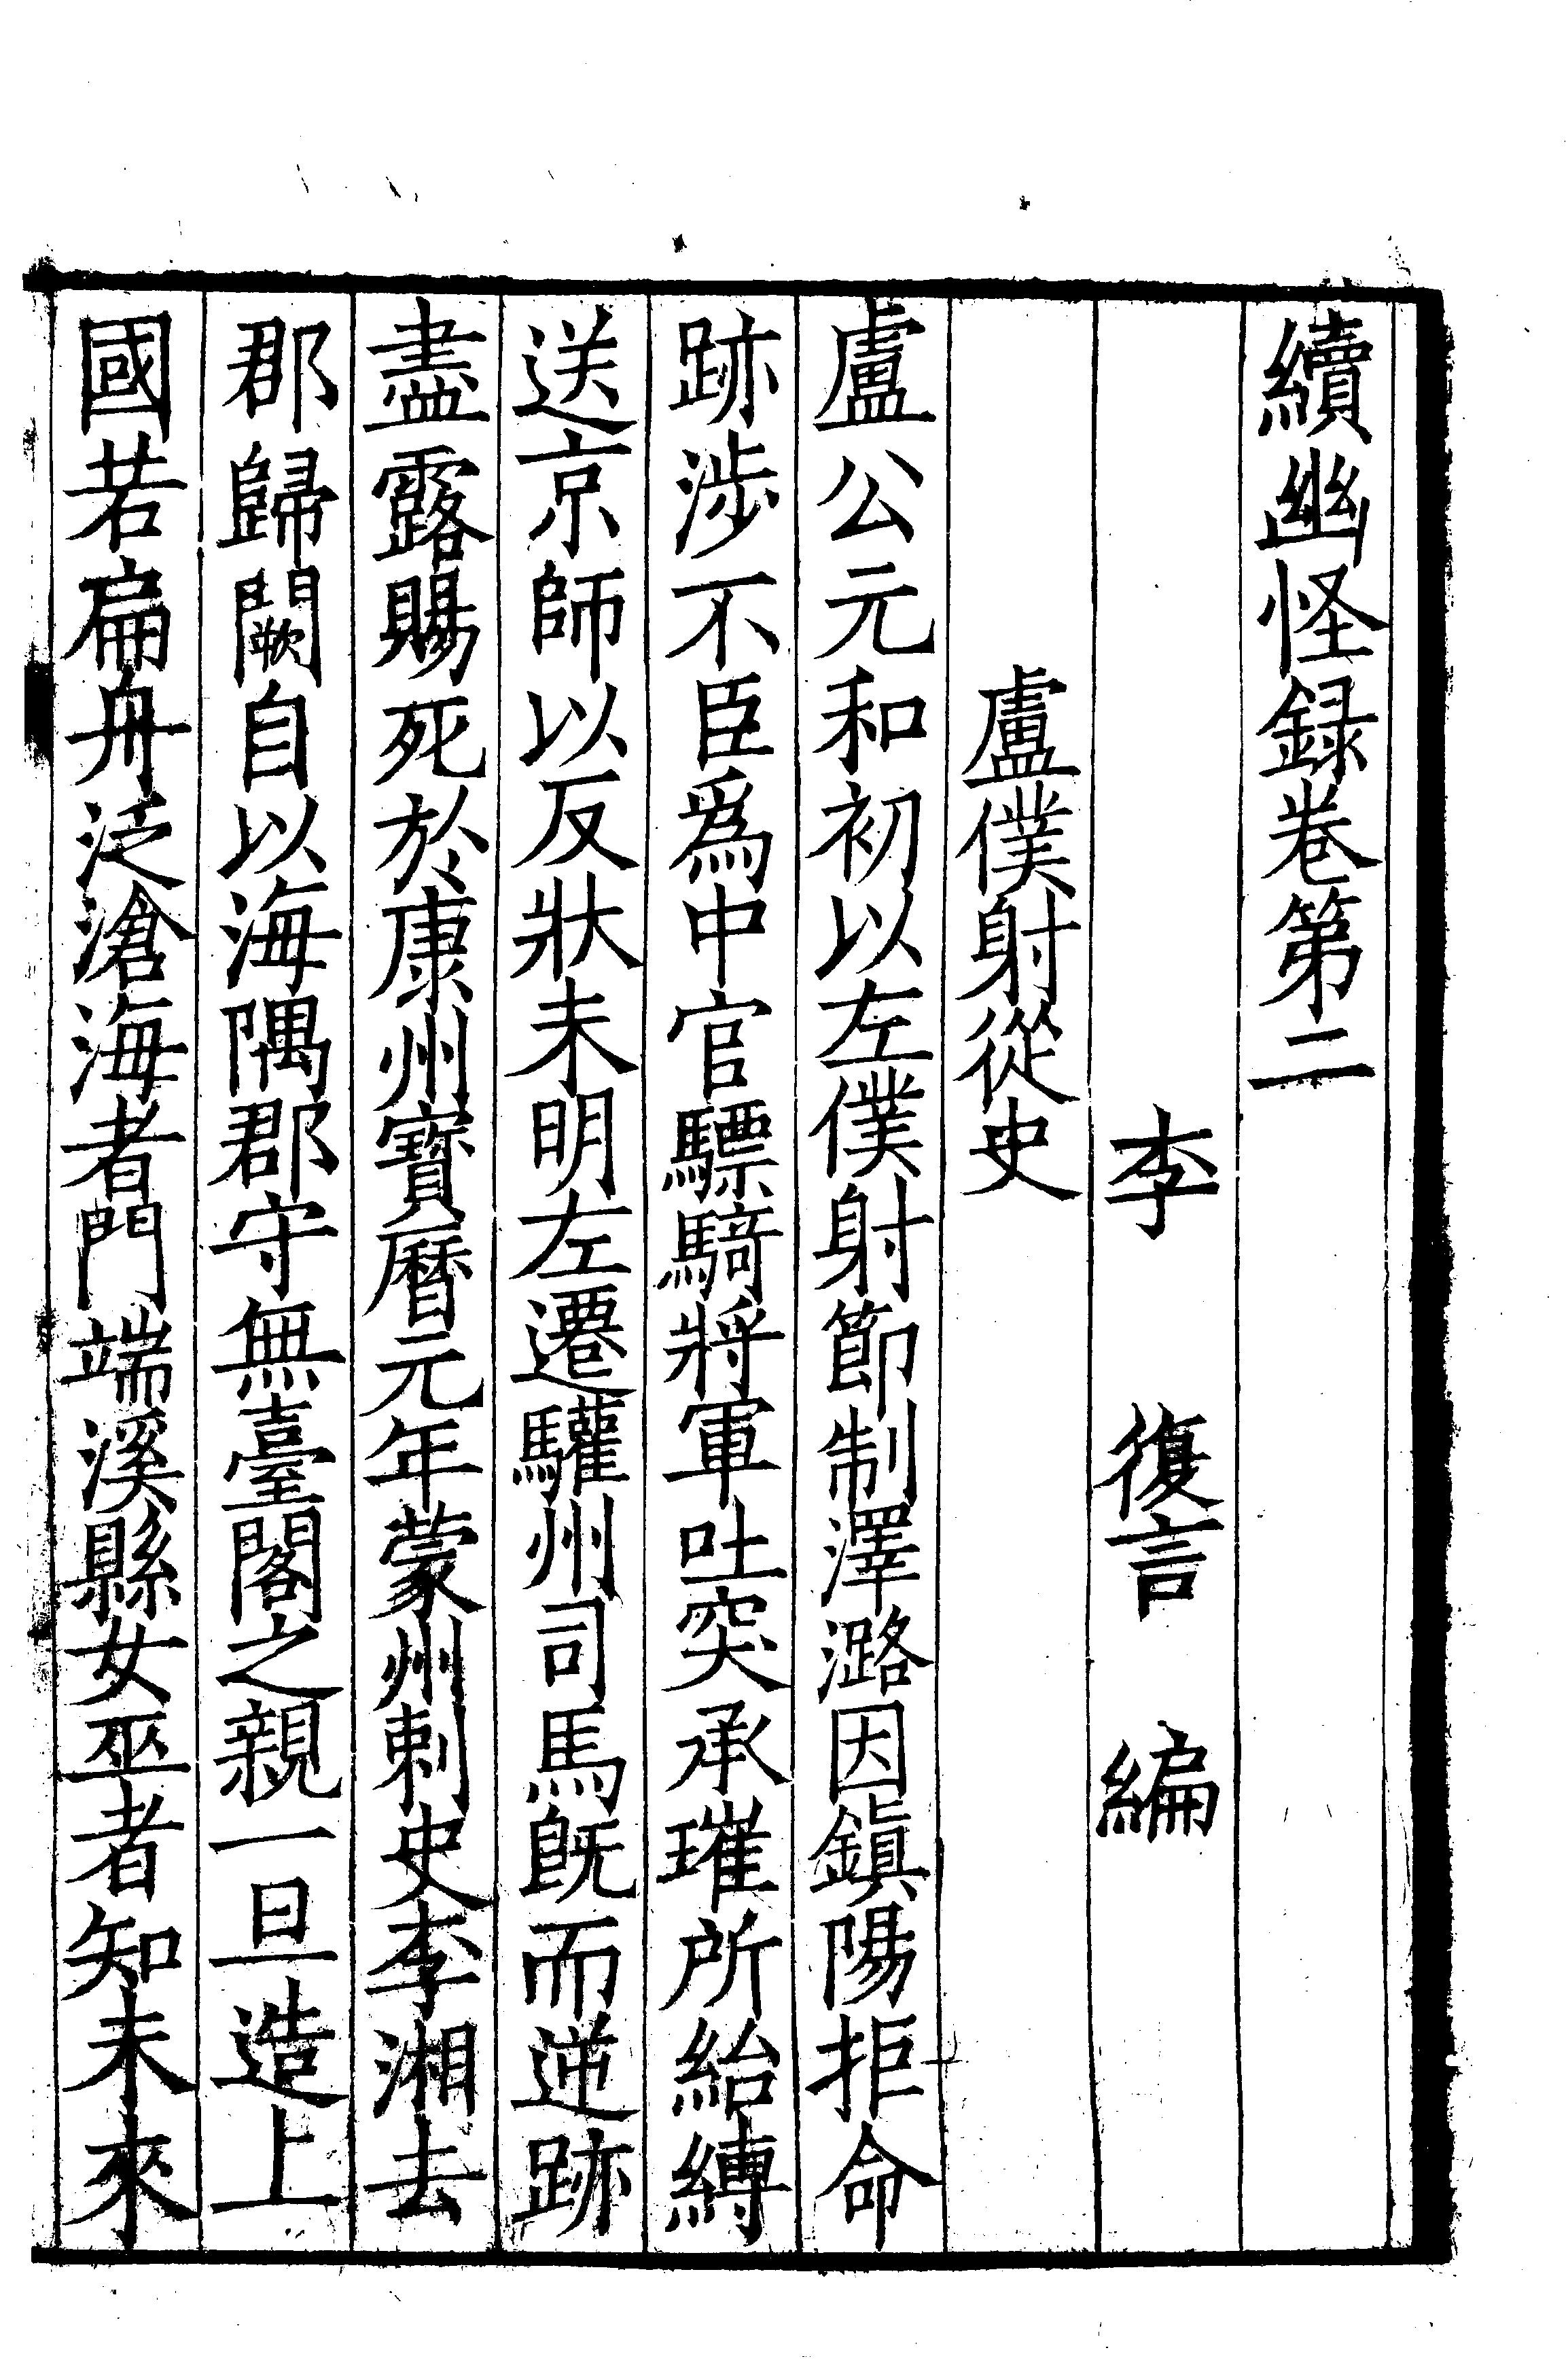 續幽怪録卷第二
李復言編
盧僕射從史
盧公元和初以左僕射節制澤潞因鎭陽拒命
跡涉不臣爲中官驃騎將軍吐突承璀所紿縛
送京師以反狀未明左遷驩州司馬旣而逆跡
盡露賜死於康州寶曆元年蒙州刺史李湘去
郡歸闕自以海隅郡守無臺閣之親一旦造上
國若扁舟泛滄海者門端溪縣女巫者知未來